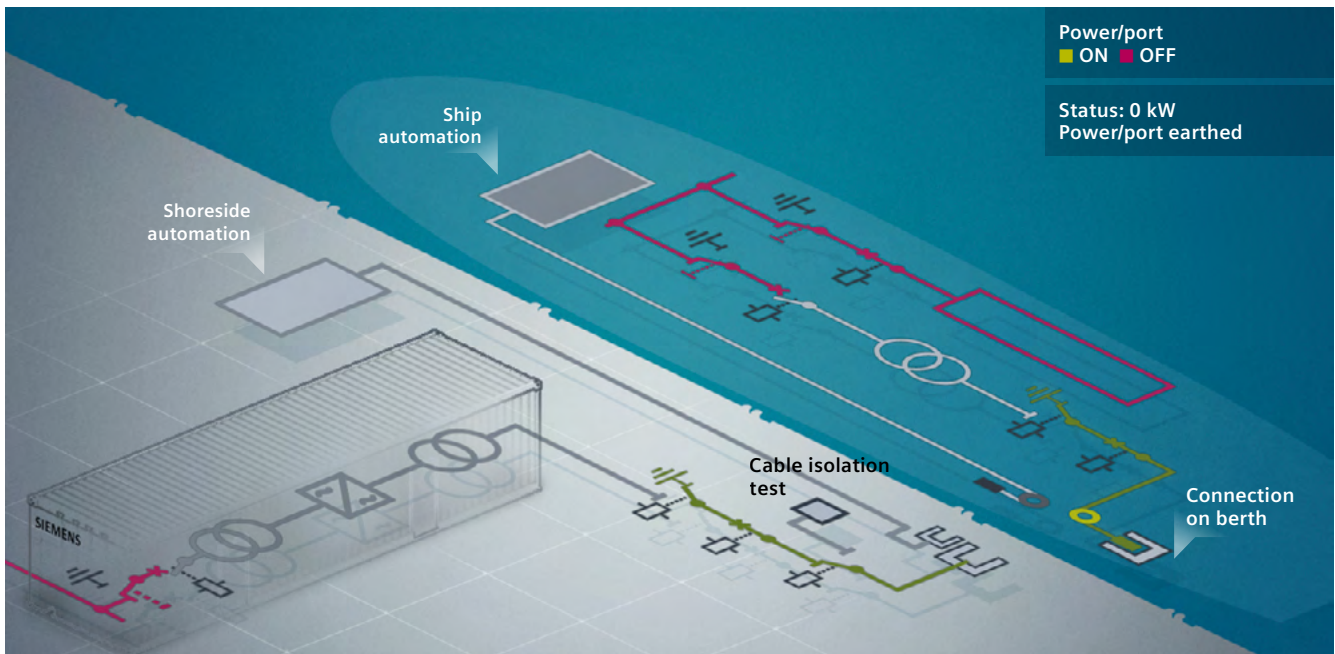 Power/port
ON OFF
Status: 0 kW
Power/port earthed
Ship
automation
Shoreside
automation
Cable isolation
test
Connection
on berth
SIEMENS